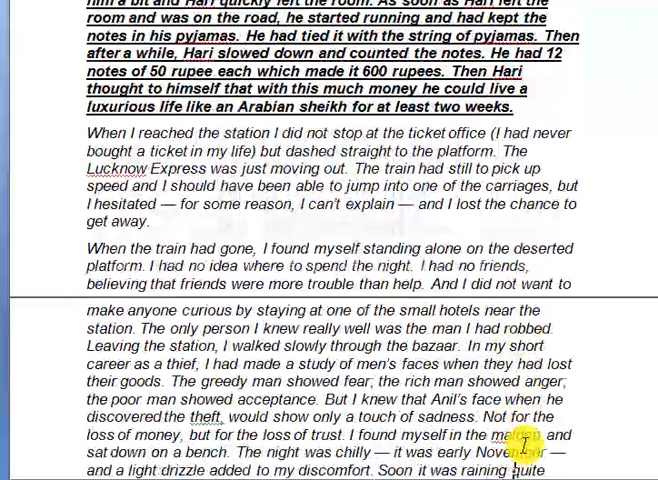 him a bit and Hari quickly left the room. As soon as Hari left the
room and was on the road, he started running and had kept the
notes in his pyjamas. He had tied it with the string of pyjamas. Then
after a while, Hari slowed down and counted the notes. He had 12
notes of 50 rupee each which made it 600 rupees. Then Hari
thought to himself that with this much money he could live a
luxurious life like an Arabian sheikh for at least two weeks.
When I reached the station I did not stop at the ticket office (I had never
bought a ticket in my life) but dashed straight to the platform. The
Lucknow Express was just moving out. The train had still to pick up
speed and I should have been able to jump into one of the carriages, but
I hesitated — for some reason, I can’t explain — and I lost the chance to
get away.
When the train had gone, I found myself standing alone on the deserted
platform. I had no idea where to spend the night. I had no friends,
believing that friends were more trouble than help. And I did not want to
make anyone curious by staying at one of the small hotels near the
station. The only person I knew really well was the man I had robbed.
Leaving the station, I walked slowly through the bazaar. In my short
career as a thief, I had made a study of men’s faces when they had lost
their goods. The greedy man showed fear; the rich man showed anger;
the poor man showed acceptance. But I knew that Anil’s face when he
discovered the theft, would show only a touch of sadness. Not for the
loss of money, but for the loss of trust. I found myself in the maidan and
sat down on a bench. The night was chilly — it was early November —
and a light drizzle added to my discomfort. Soon it was raining quite